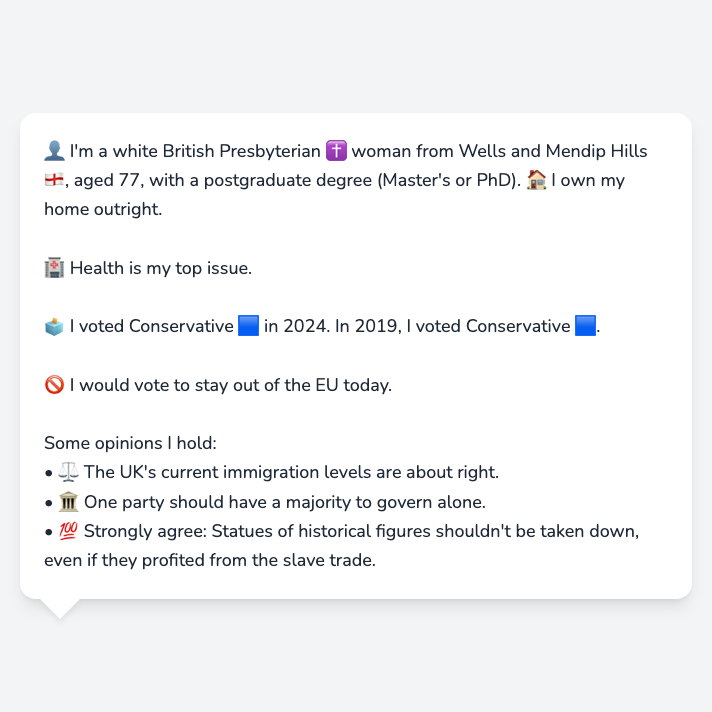 👤 I'm a white British Presbyterian ✝️ woman from Wells and Mendip Hills
🏴󠁧󠁢󠁥󠁮󠁧󠁿, aged 77, with a postgraduate degree (Master's or PhD). 🏠 I own my
home outright.
🏥 Health is my top issue.
🗳️ I voted Conservative 🟦 in 2024. In 2019, I voted Conservative 🟦.
🚫 I would vote to stay out of the EU today.
Some opinions I hold:
• ⚖️ The UK's current immigration levels are about right.
• 🏛️ One party should have a majority to govern alone.
• 💯 Strongly agree: Statues of historical figures shouldn't be taken down,
even if they profited from the slave trade.